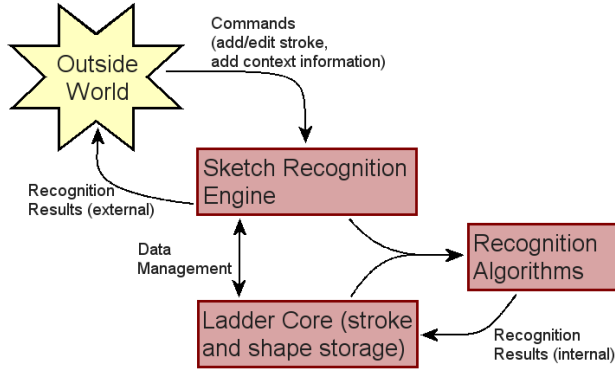 Commands
(add/edit stroke,
add context information)
Outside
World
Sketch Recognition
Engine
Recognition
Results (external)
Data
Management
Recognition
Algorithms
Ladder Core (stroke
and shape storage)
Recognition
Results (internal)